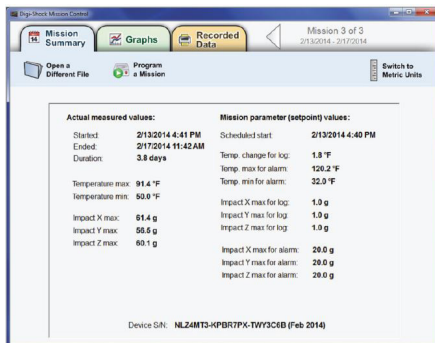 Digi-Shock Mission Control
Mission Summary
Graphs
Recorded Data
Mission 3 of 3
2/13/2014 - 2/17/2014
Open a Different File
Program a Mission
Switch to Metric Units
Actual measured values:
Started: 2/13/2014 4:41 PM
Ended: 2/17/2014 11:42 AM
Duration: 3.8 days
Temperature max: 91.4 °F
Temperature min: 50.0 °F
Impact X max: 61.4 g
Impact Y max: 56.5 g
Impact Z max: 60.1 g
Mission parameter (setpoint) values:
Scheduled start: 2/13/2014 4:40 PM
Temp. change for log: 1.8 °F
Temp. max for alarm: 120.2 °F
Temp. min for alarm: 32.0 °F
Impact X max for log: 1.0 g
Impact Y max for log: 1.0 g
Impact Z max for log: 1.0 g
Impact X max for alarm: 20.0 g
Impact Y max for alarm: 20.0 g
Impact Z max for alarm: 20.0 g
Device S/N: NLZ4MT3-KPBR7PX-TWY3C6B (Feb 2014)